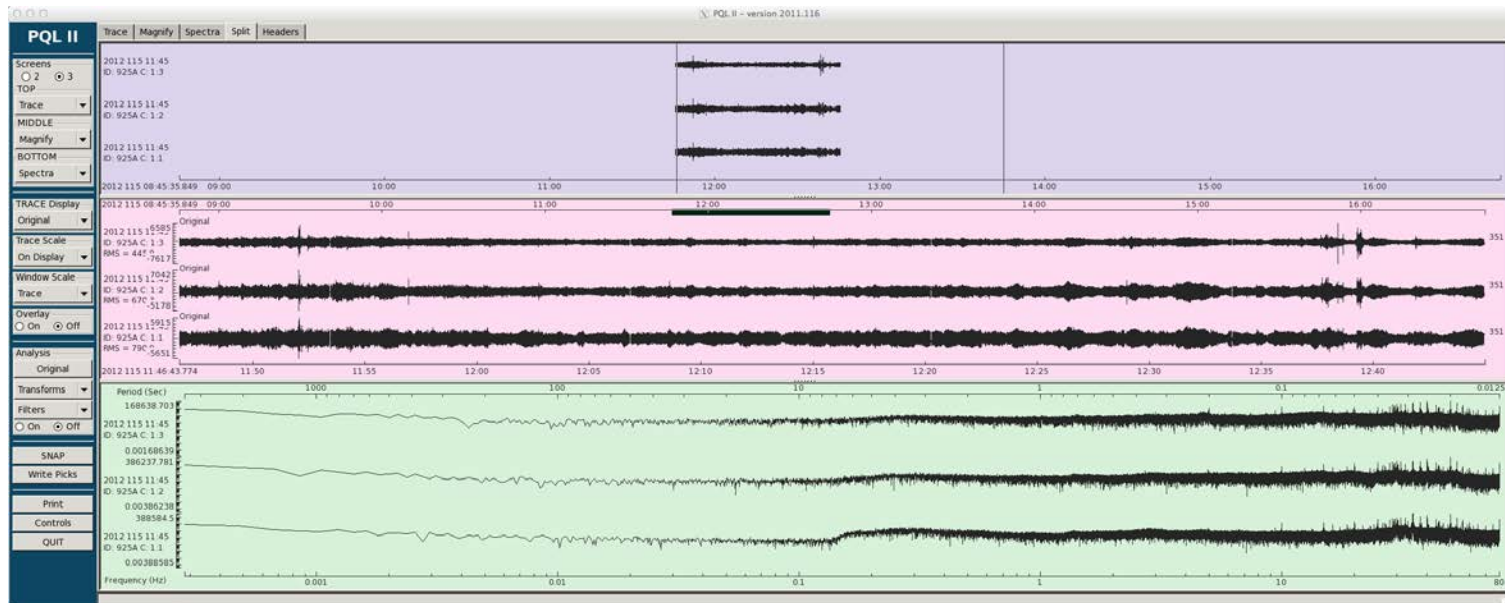 PQL II - version 2011.116
PQL II
Trace Magnify Spectra Split Headers
Screens
2 3
TOP
Trace
MIDDLE
Magnify
BOTTOM
Spectra
TRACE Display
Original
Trace Scale
On Display
Window Scale
Trace
Overlay
On Off
Analysis
Original
Transforms
Filters
On Off
SNAP
Write Picks
Print
Controls
QUIT
2012 115 11:45
ID: 925A C: 1:3
2012 115 11:45
ID: 925A C: 1:2
2012 115 11:45
ID: 925A C: 1:1
2012 115 08:45:35.849 09:00 10:00 11:00 12:00 13:00 14:00 15:00 16:00
2012 115 08:45:35.849 09:00 10:00 11:00 12:00 13:00 14:00 15:00 16:00
Original
6585
ID: 925A C: 1:3
-7617
351
Original
7042
ID: 925A C: 1:2
-5178
351
Original
5915
ID: 925A C: 1:1
-5651
351
2012 115 11:46:43.774 11:50 11:55 12:00 12:05 12:10 12:15 12:20 12:25 12:30 12:35 12:40
Period (Sec) 1000 100 10 1 0.1 0.0125
168638.703
2012 115 11:45
ID: 925A C: 1:3
0.00168639
386237.781
2012 115 11:45
ID: 925A C: 1:2
0.00386238
388584.5
2012 115 11:45
ID: 925A C: 1:1
0.00388585
Frequency (Hz) 0.001 0.01 0.1 1 10 80